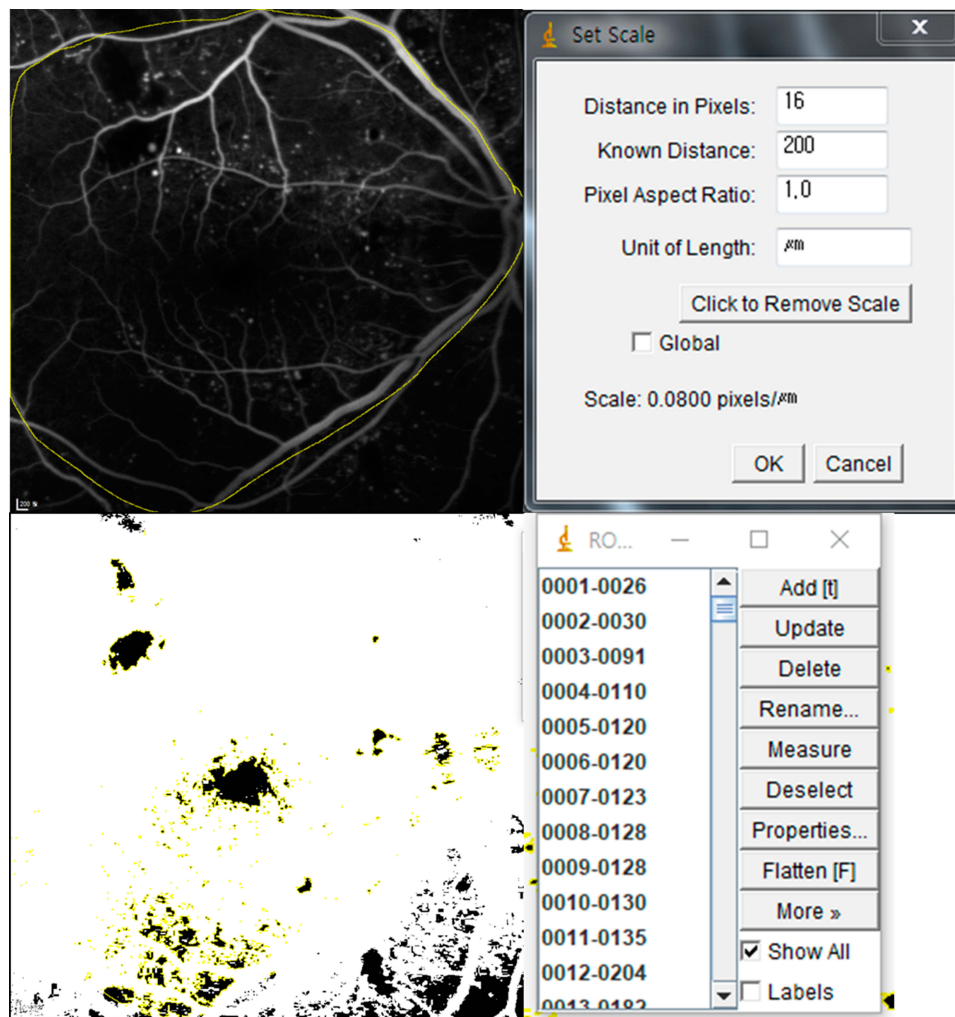 Set Scale
Distance in Pixels: 16
Known Distance: 200
Pixel Aspect Ratio: 1.0
Unit of Length: μm
Click to Remove Scale
Global
Scale: 0.0800 pixels/μm
OK Cancel
200
RO...
0001-0026
0002-0030
0003-0091
0004-0110
0005-0120
0006-0120
0007-0123
0008-0128
0009-0128
0010-0130
0011-0135
0012-0204
0013-0182
Add [t]
Update
Delete
Rename...
Measure
Deselect
Properties...
Flatten [F]
More »
Show All
Labels